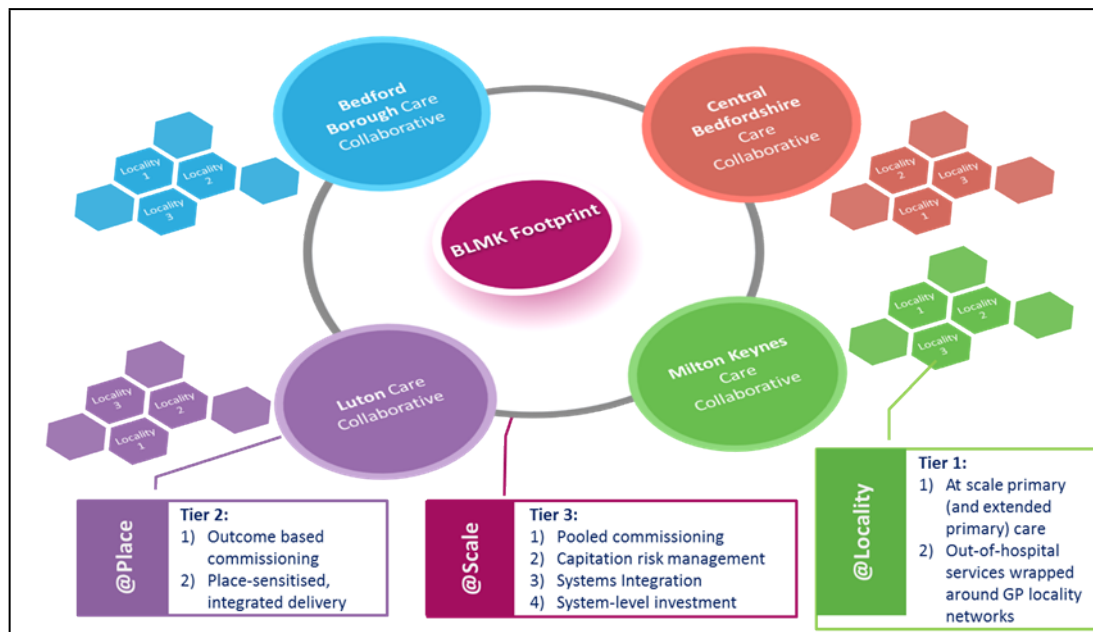 Bedford
Borough Care
Collaborative
Central
Bedfordshire
Care
Collaborative
Locality
1
Locality
2
Locality
3
Locality
2
Locality
3
Locality
1
BLMK Footprint
Locality
1
Locality
2
Locality
3
Luton Care
Collaborative
Milton Keynes
Care
Collaborative
Locality
3
Locality
2
Locality
1
@Place
Tier 2:
1) Outcome based
commissioning
2) Place-sensitised,
integrated delivery
@Scale
Tier 3:
1) Pooled commissioning
2) Capitation risk management
3) Systems Integration
4) System-level investment
@Locality
Tier 1:
1) At scale primary
(and extended
primary) care
2) Out-of-hospital
services wrapped
around GP locality
networks